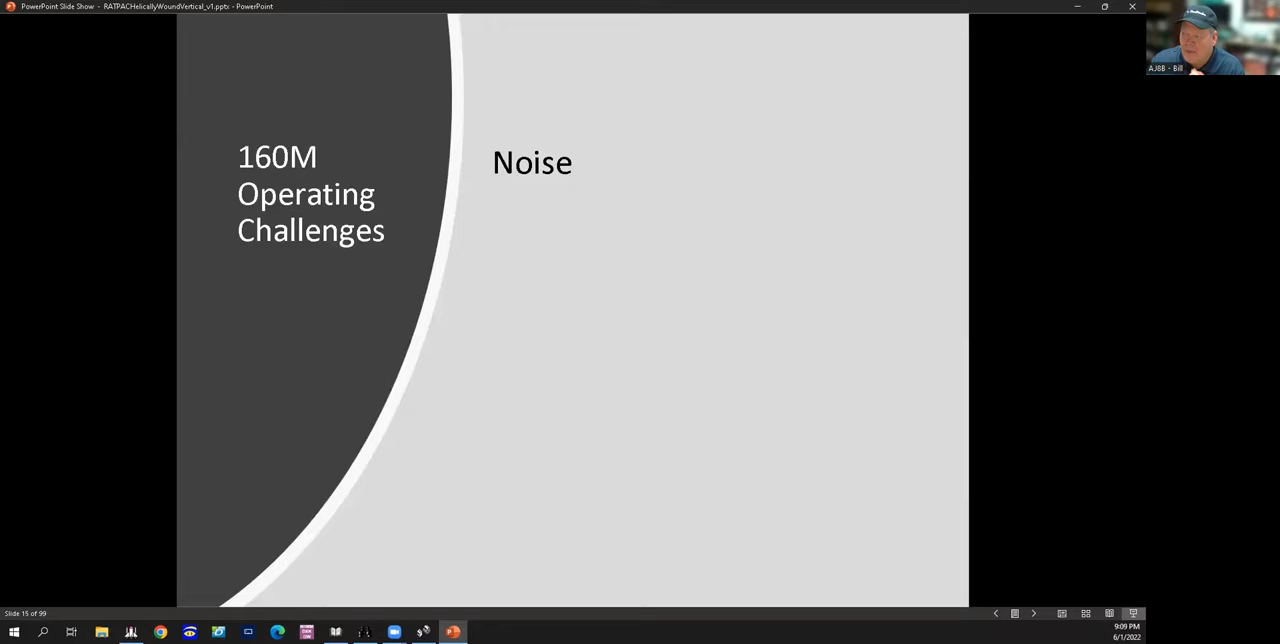 PowerPoint Slide Show - RATPACHelicallyWoundVertical_v1.pptx - PowerPoint
AJ8B - Bill
160M
Operating
Challenges
Noise
Slide 15 of 99
9:09 PM
6/1/2022